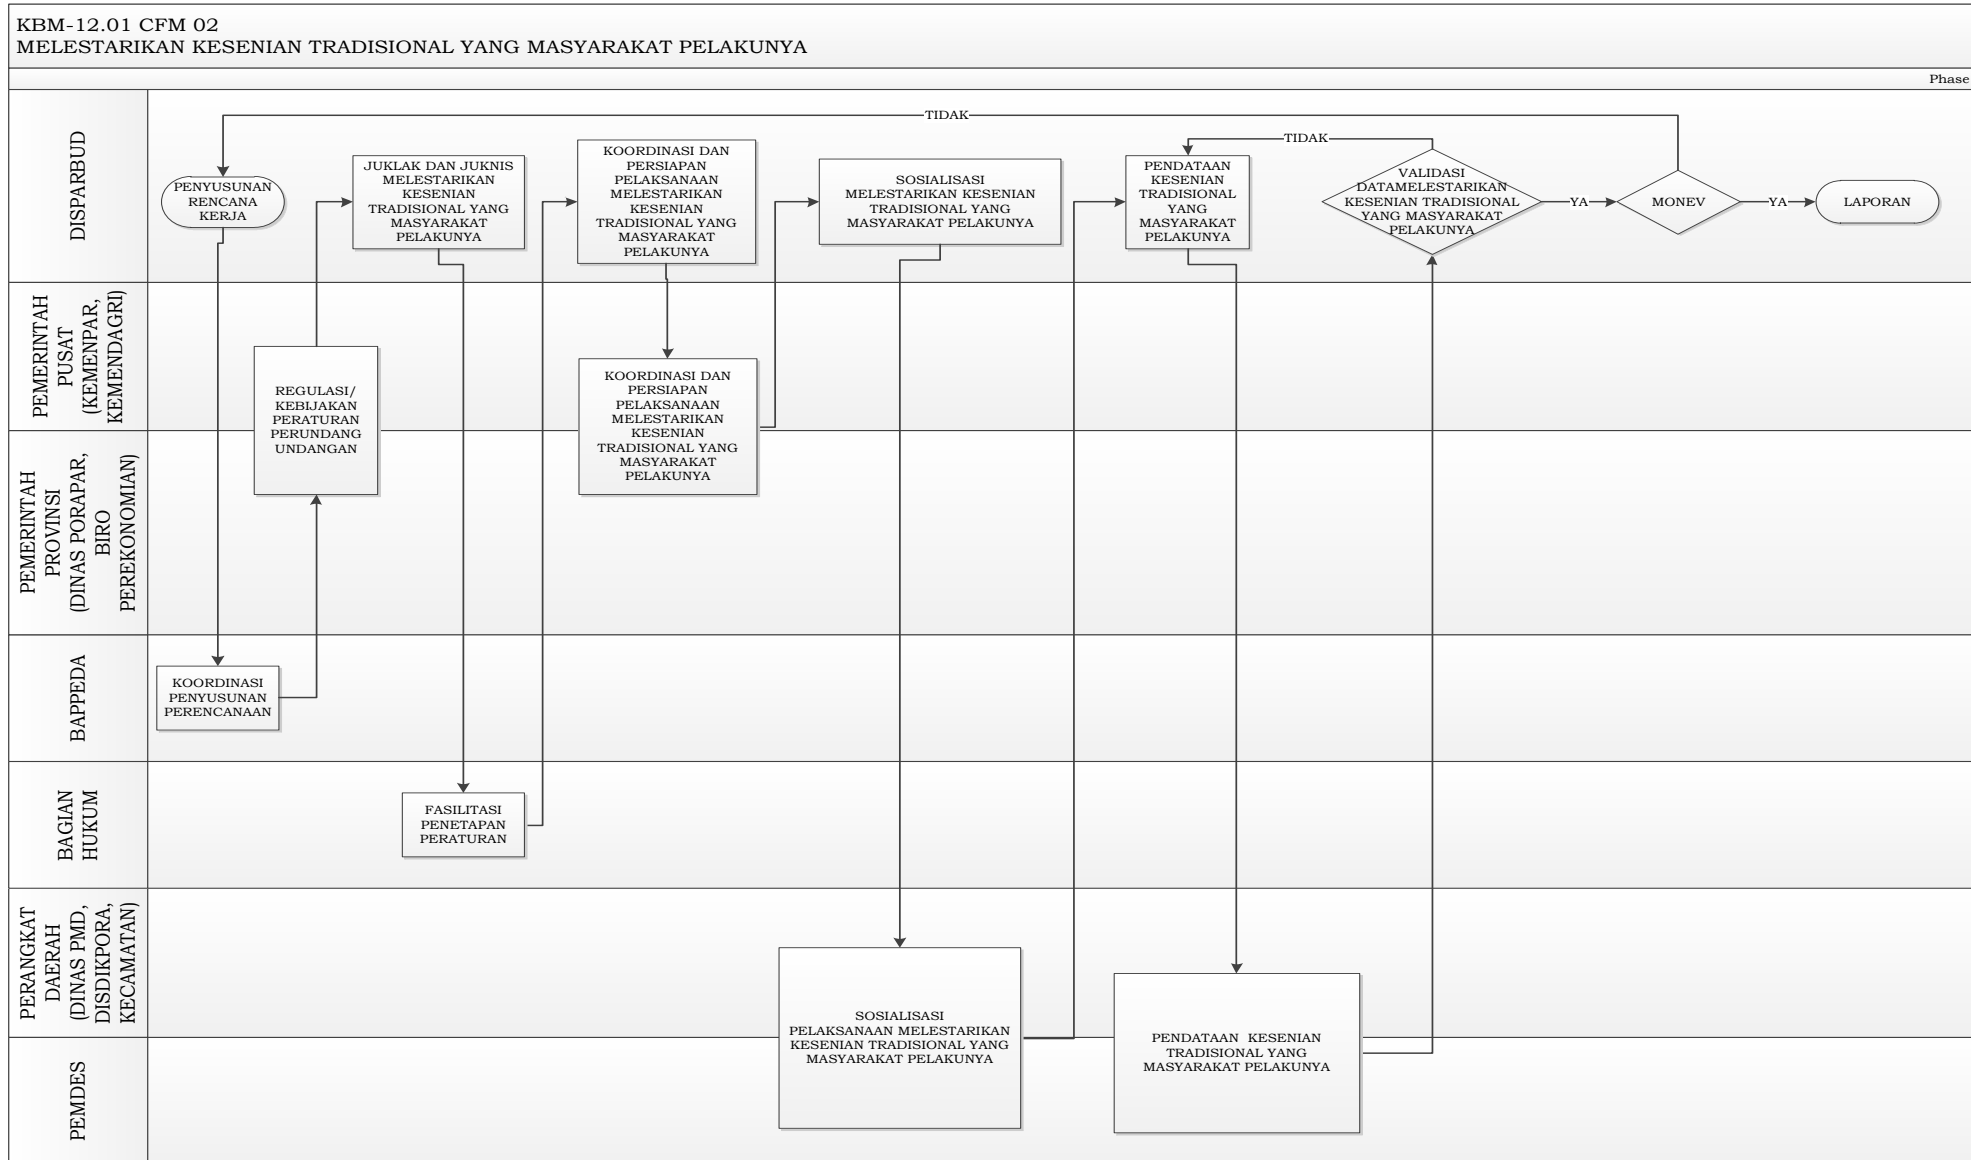 KBM-12.01 CFM 02
MELESTARIKAN KESENIAN TRADISIONAL YANG MASYARAKAT PELAKUNYA
Phase
DISPARBUD
PENYUSUNAN
RENCANA
KERJA
JUKLAK DAN JUKNIS
MELESTARIKAN
KESENIAN
TRADISIONAL YANG
MASYARAKAT
PELAKUNYA
KOORDINASI DAN
PERSIAPAN
PELAKSANAAN
MELESTARIKAN
KESENIAN
TRADISIONAL YANG
MASYARAKAT
PELAKUNYA
SOSIALISASI
MELESTARIKAN KESENIAN
TRADISIONAL YANG
MASYARAKAT PELAKUNYA
PENDATAAN
KESENIAN
TRADISIONAL
YANG
MASYARAKAT
PELAKUNYA
VALIDASI
DATAMELESTARIKAN
KESENIAN TRADISIONAL
YANG MASYARAKAT
PELAKUNYA
MONEV
LAPORAN
TIDAK
TIDAK
YA
YA
PEMERINTAH
PUSAT
(KEMENPAR,
KEMENDAGRI)
REGULASI/
KEBIJAKAN
PERATURAN
PERUNDANG
UNDANGAN
KOORDINASI DAN
PERSIAPAN
PELAKSANAAN
MELESTARIKAN
KESENIAN
TRADISIONAL YANG
MASYARAKAT
PELAKUNYA
PEMERINTAH
PROVINSI
(DINAS PORAPAR,
BIRO
PEREKONOMIAN)
BAPPEDA
KOORDINASI
PENYUSUNAN
PERENCANAAN
BAGIAN
HUKUM
FASILITASI
PENETAPAN
PERATURAN
PERANGKAT
DAERAH
(DINAS PMD,
DISDIKPORA,
KECAMATAN)
SOSIALISASI
PELAKSANAAN MELESTARIKAN
KESENIAN TRADISIONAL YANG
MASYARAKAT PELAKUNYA
PENDATAAN KESENIAN
TRADISIONAL YANG
MASYARAKAT PELAKUNYA
PEMDES